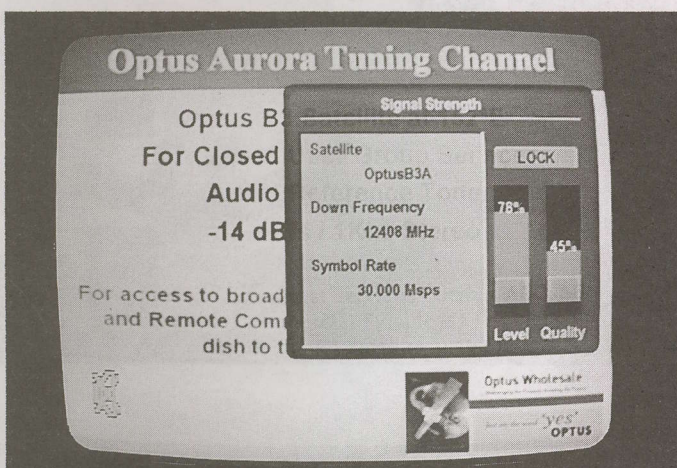 Optus Aurora Tuning Channel
Optus B3
For Closed
Audio
-14 dB
For access to broad
and Remote Com
dish to t
Signal Strength
Satellite
OptusB3A
Down Frequency
12408 MHz
Symbol Rate
30.000 Msps
LOCK
78%
45%
Level Quality
Optus Wholesale
'yes'
OPTUS